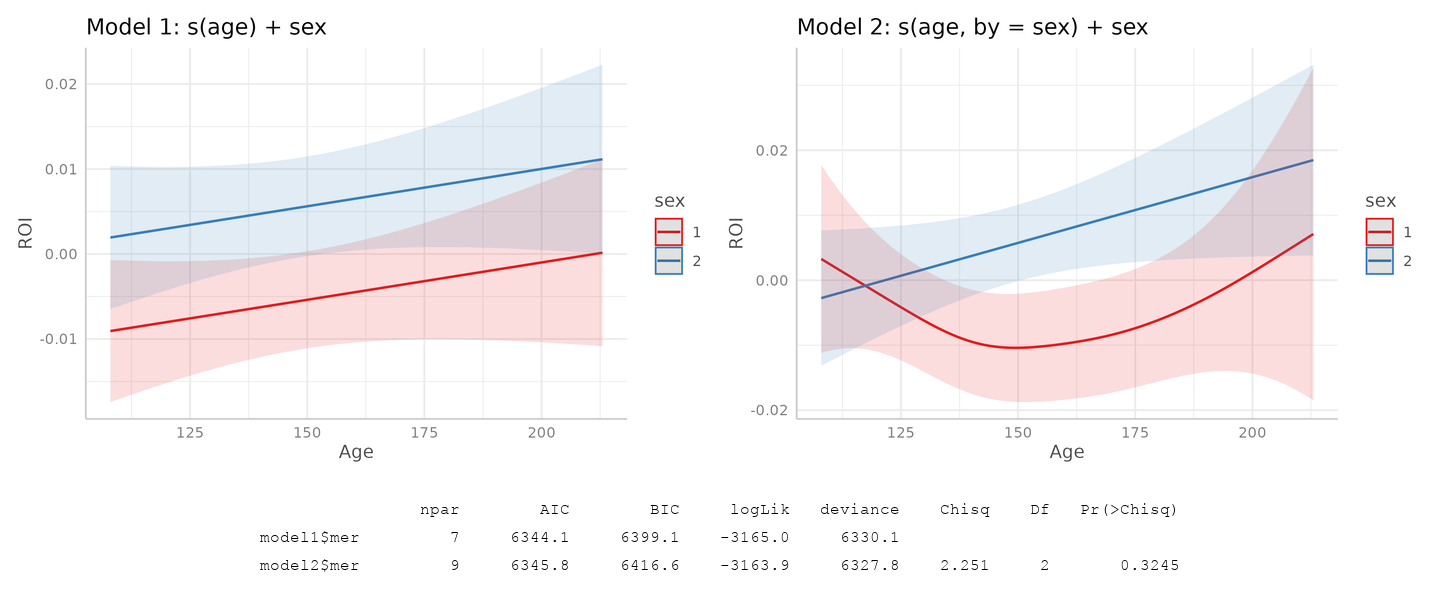 Model 1: s(age) + sex
0.02
0.01
0.00
-0.01
ROI
125 150 175 200
Age
sex
1
2
Model 2: s(age, by = sex) + sex
0.02
0.00
-0.02
ROI
125 150 175 200
Age
sex
1
2
npar AIC BIC logLik deviance Chisq Df Pr(>Chisq)
model1$mer 7 6344.1 6399.1 -3165.0 6330.1
model2$mer 9 6345.8 6416.6 -3163.9 6327.8 2.251 2 0.3245